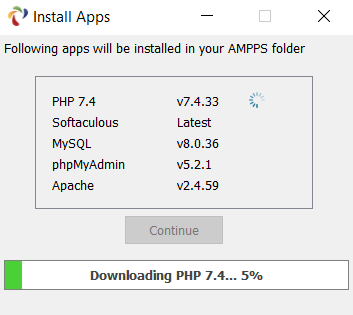 Install Apps
Following apps will be installed in your AMPPS folder
PHP 7.4 v7.4.33
Softaculous Latest
MySQL v8.0.36
phpMyAdmin v5.2.1
Apache v2.4.59
Continue
Downloading PHP 7.4... 5%